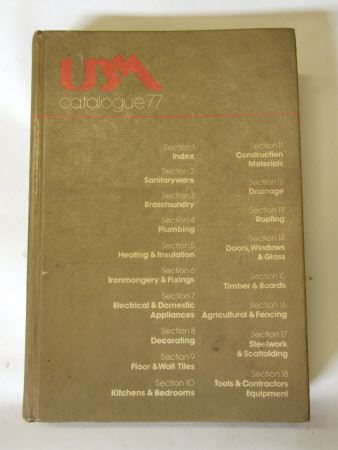 UBM
catalogue 77
Section 1
Index
Section 2
Sanitaryware
Section 3
Brassfoundry
Section 4
Plumbing
Section 5
Heating & Insulation
Section 6
Ironmongery & Fixings
Section 7
Electrical & Domestic
Appliances
Section 8
Decorating
Section 9
Floor & Wall Tiles
Section 10
Kitchens & Bedrooms
Section 11
Construction
Materials
Section 12
Drainage
Section 13
Roofing
Section 14
Doors, Windows
& Glass
Section 15
Timber & Boards
Section 16
Agricultural & Fencing
Section 17
Steelwork
& Scaffolding
Section 18
Tools & Contractors
Equipment